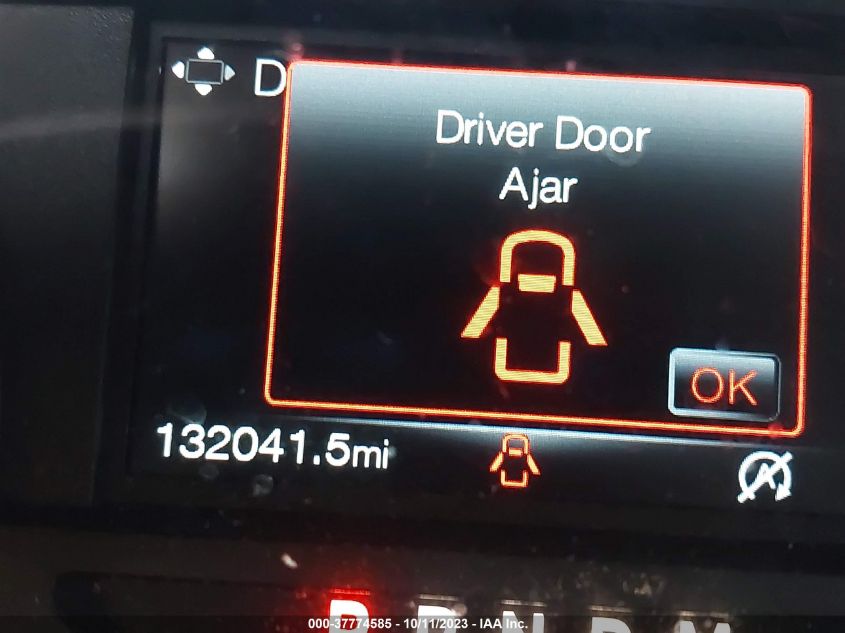 D
Driver Door
Ajar
OK
132041.5mi
A
P R N D M
000-37774585 - 10/11/2023 - IAA Inc.